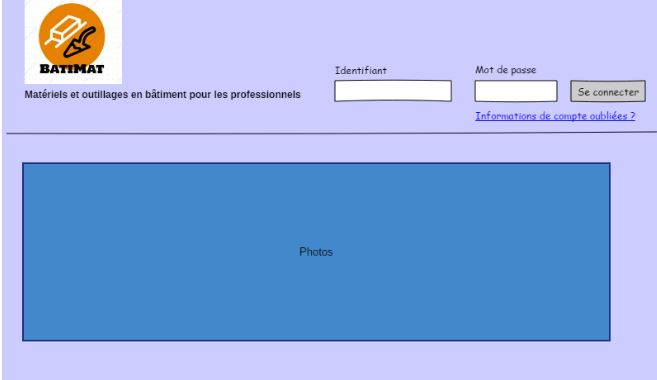 BATIMAT
Matériels et outillages en bâtiment pour les professionnels
Identifiant
Mot de passe
Se connecter
Informations de compte oubliées ?
Photos